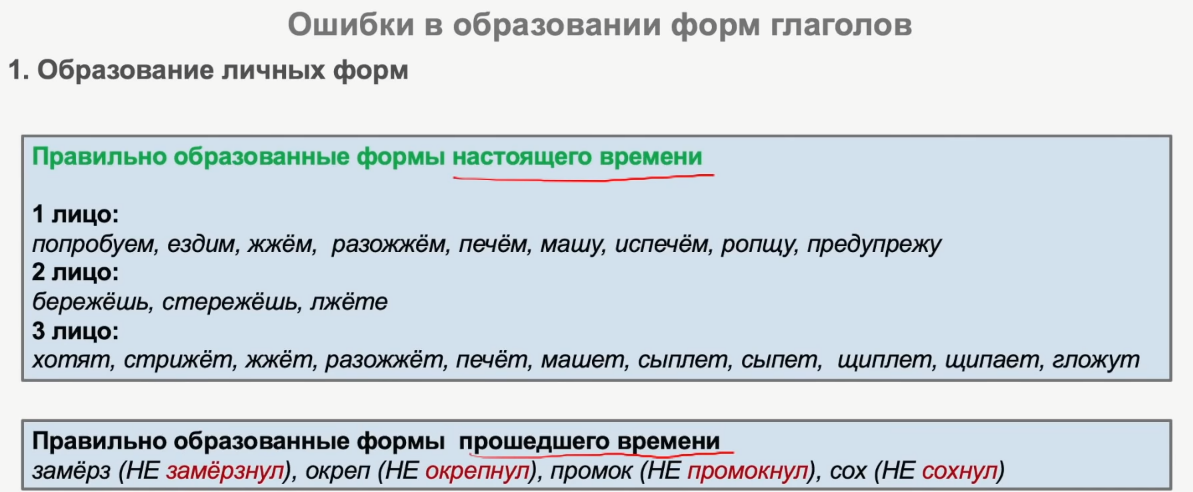 Ошибки в образовании форм глаголов
1. Образование личных форм
Правильно образованные формы настоящего времени
1 лицо:
попробуем, ездим, жжём, разожжём, печём, машу, испечём, ропщу, предупрежу
2 лицо:
бережёшь, стережёшь, лжёте
3 лицо:
хотят, стрижёт, жжёт, разожжёт, печёт, машет, сыплет, сыпет, щиплет, щипает, гложут
Правильно образованные формы прошедшего времени
замёрз (НЕ замёрзнул), окреп (НЕ окрепнул), промок (НЕ промокнул), сох (НЕ сохнул)